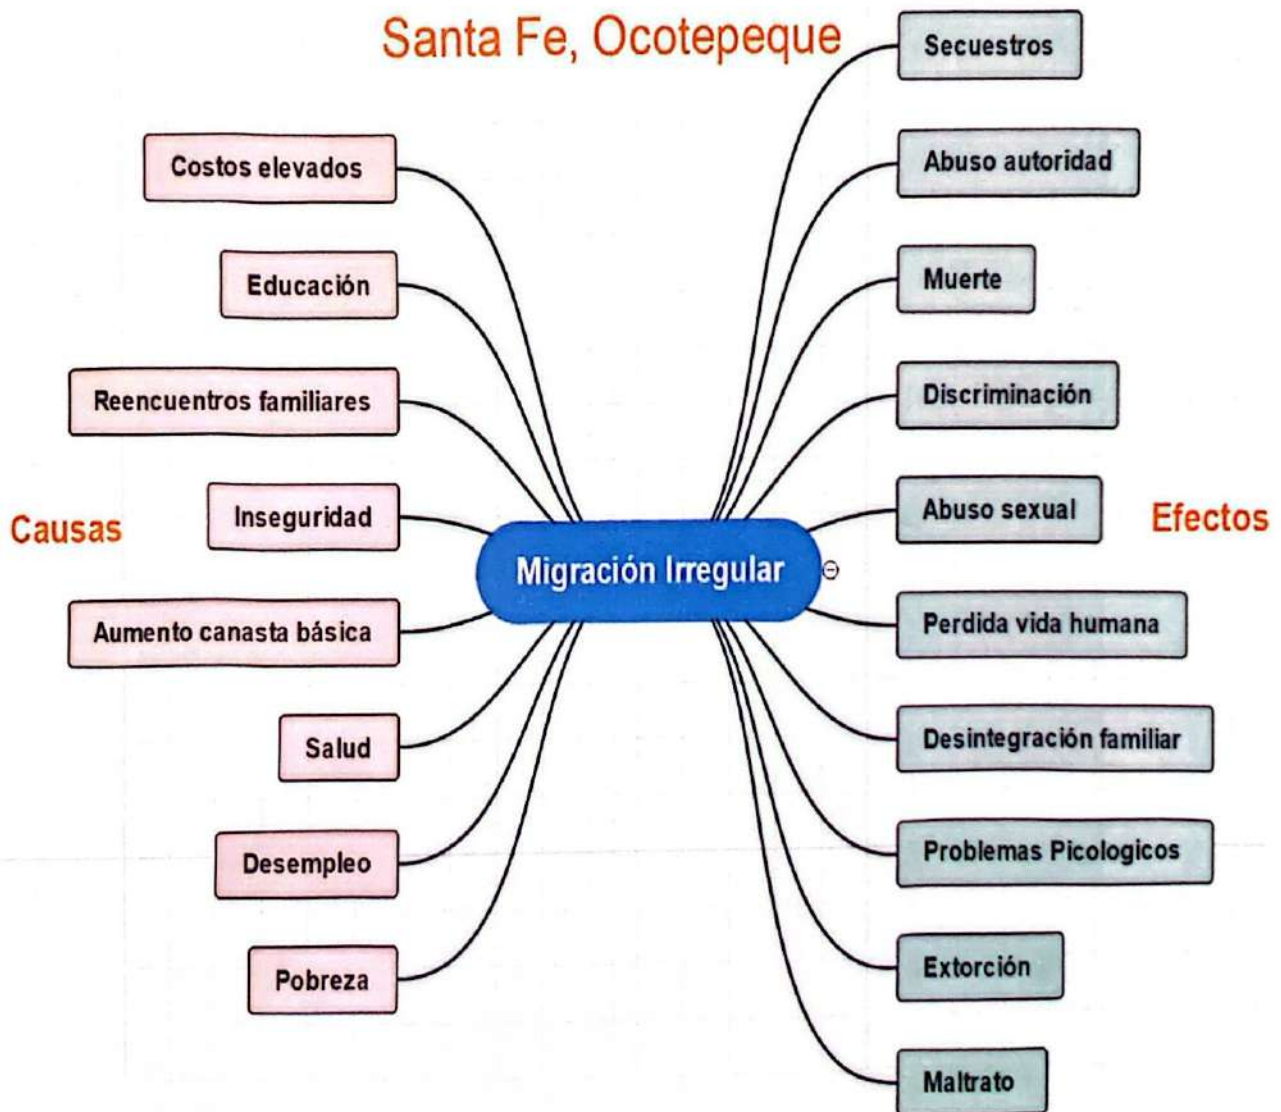 Santa Fe, Ocotepeque
Causas
Costos elevados
Educación
Reencuentros familiares
Inseguridad
Aumento canasta básica
Salud
Desempleo
Pobreza
Migración Irregular
Efectos
Secuestros
Abuso autoridad
Muerte
Discriminación
Abuso sexual
Perdida vida humana
Desintegración familiar
Problemas Picologicos
Extorción
Maltrato